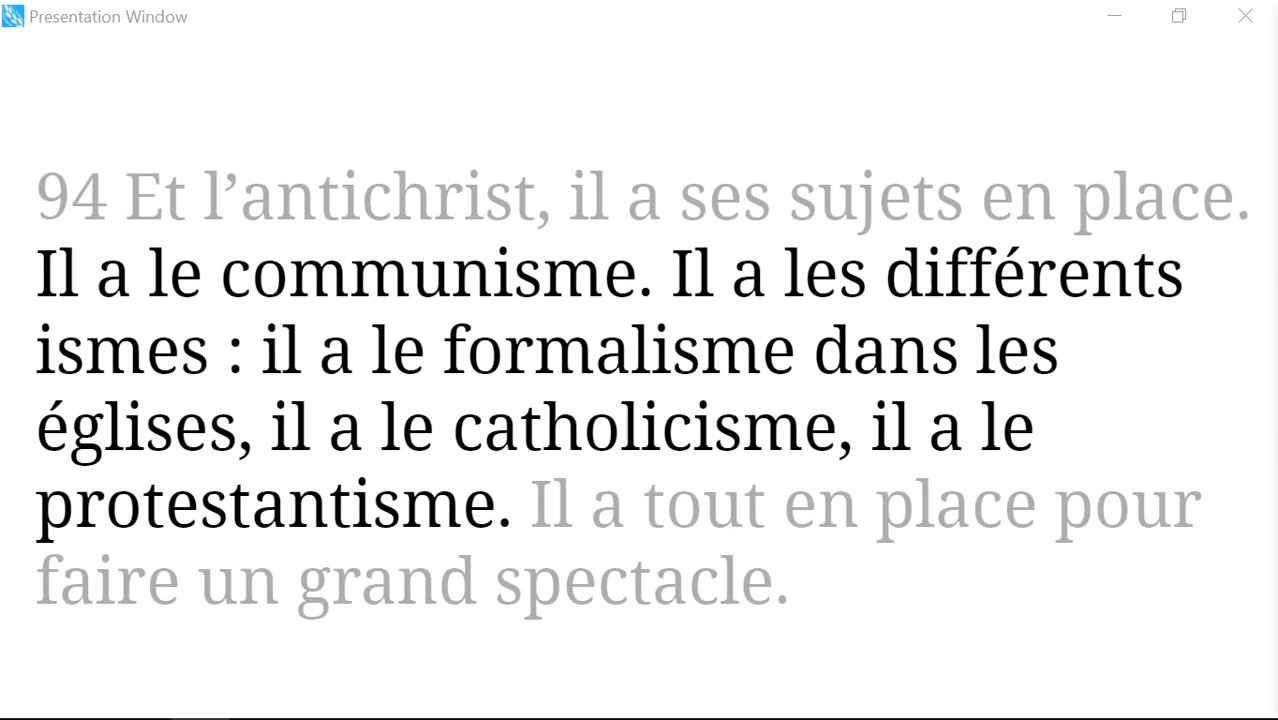 Presentation Window
94 Et l’antichrist, il a ses sujets en place.
Il a le communisme. Il a les différents
ismes : il a le formalisme dans les
églises, il a le catholicisme, il a le
protestantisme. Il a tout en place pour
faire un grand spectacle.